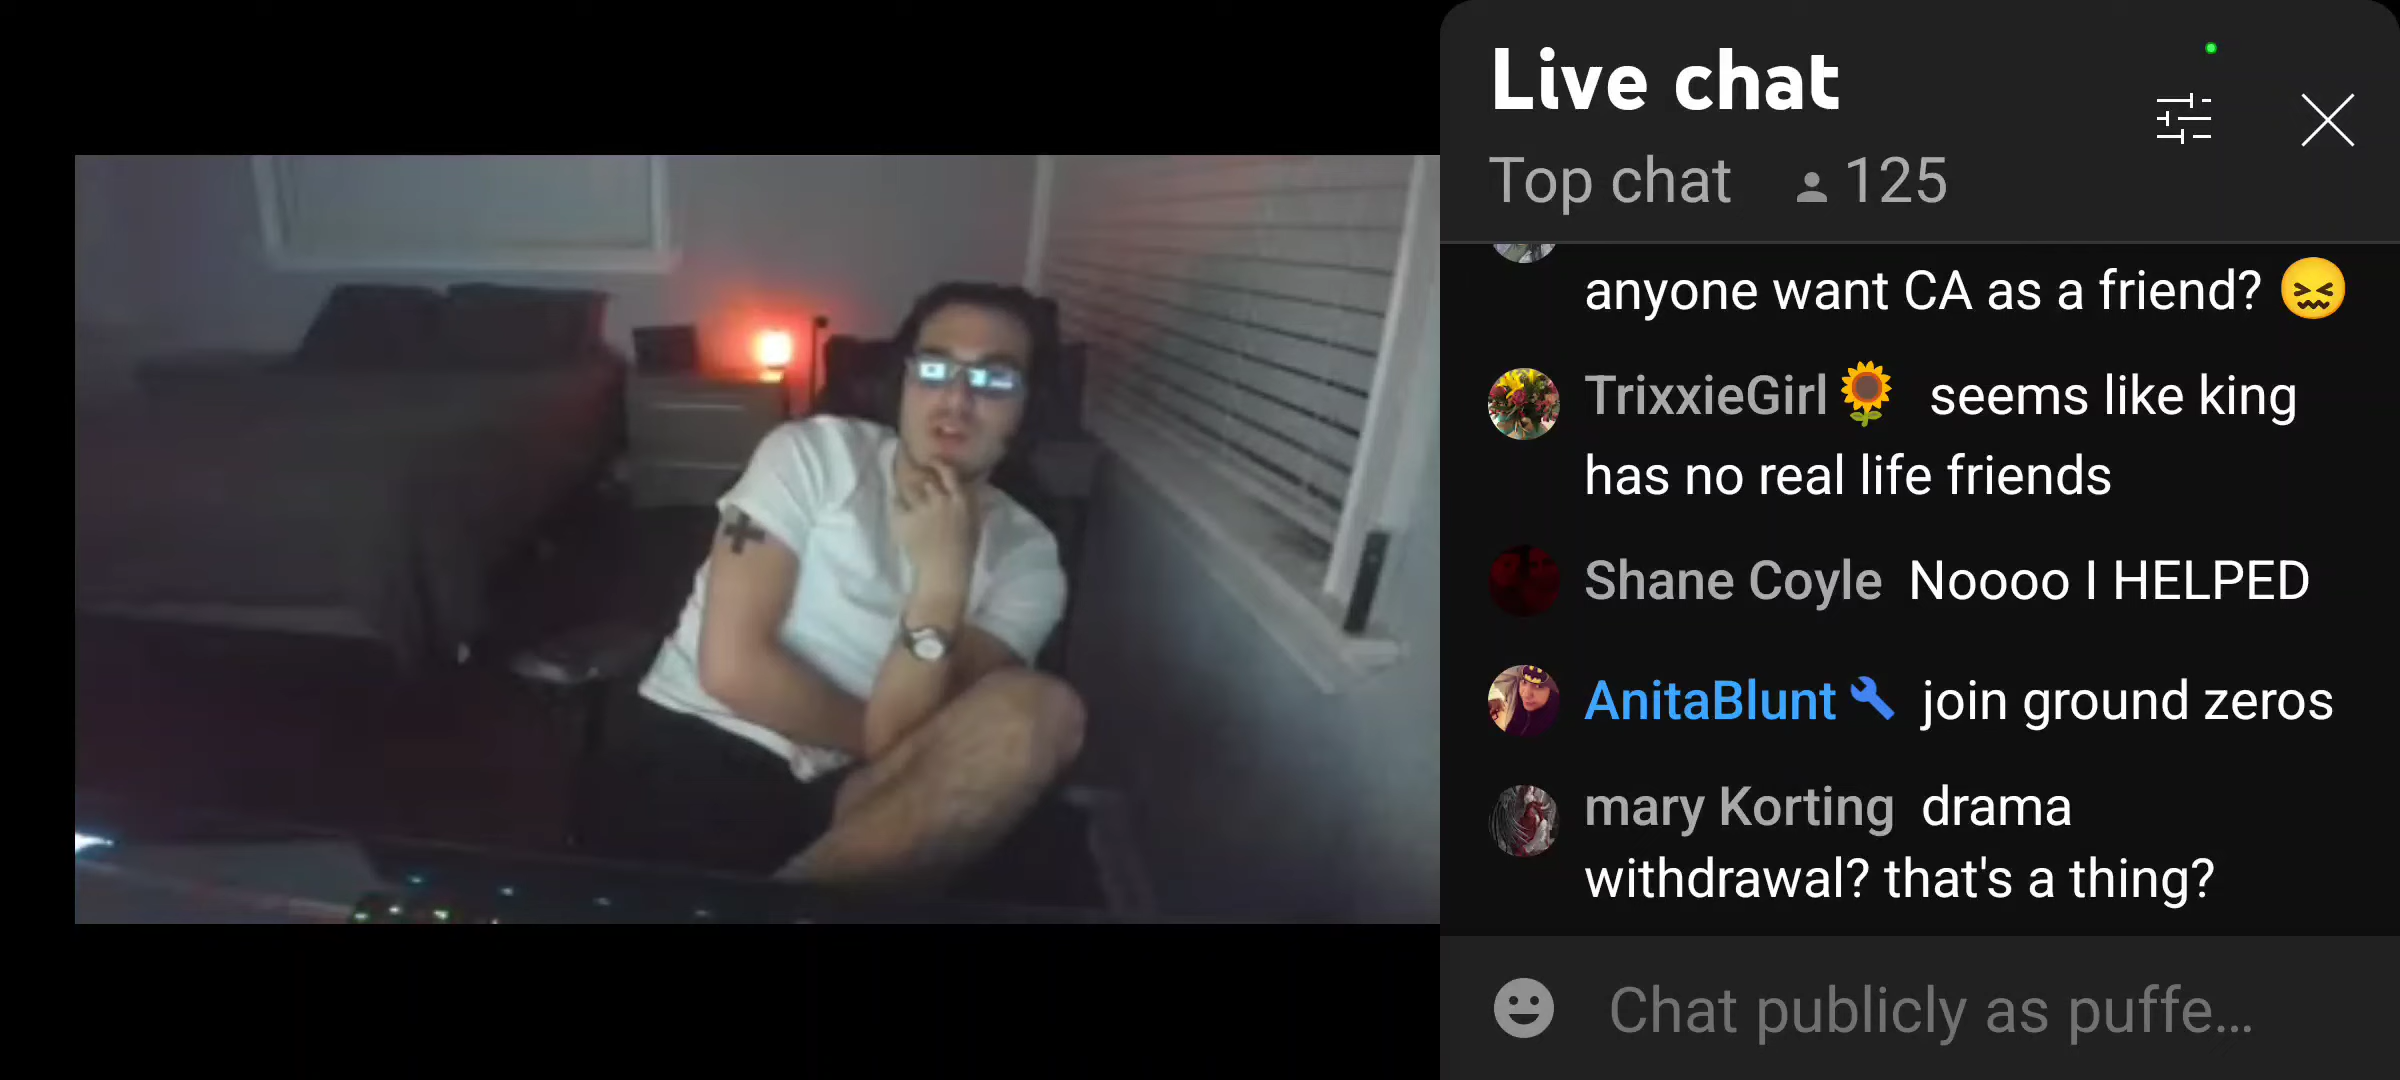 Live chat
Top chat 125
anyone want CA as a friend? 😖
TrixxieGirl🌻 seems like king
has no real life friends
Shane Coyle Noooo I HELPED
AnitaBlunt join ground zeros
mary Korting drama
withdrawal? that's a thing?
Chat publicly as puffe...